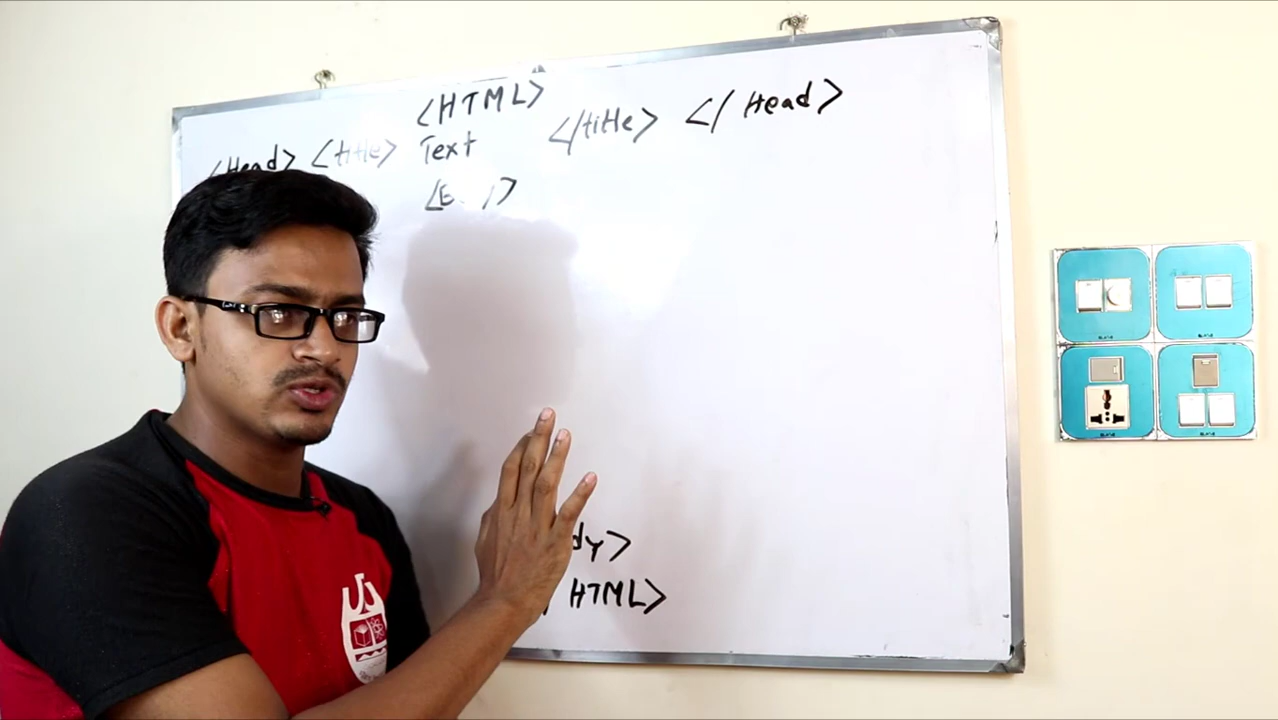 <HTML>
<Head> <title> Text </title> </Head>
dy>
HTML>